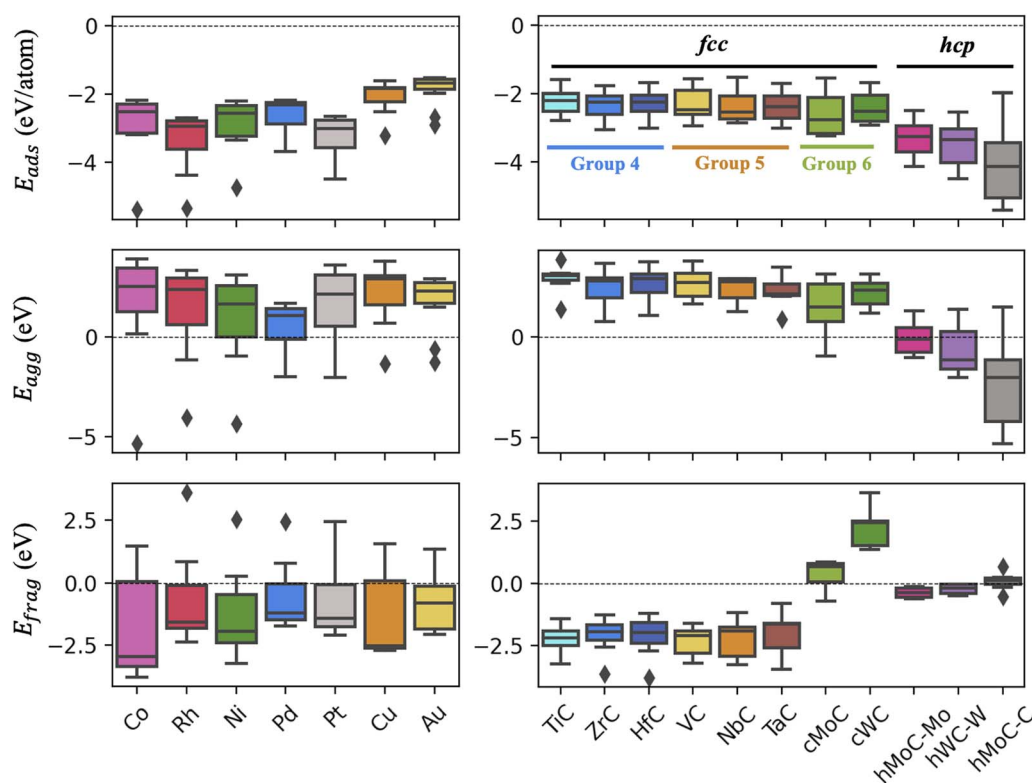 E_ads (eV/atom)
0
−2
−4
0
−2
−4
fcc
hcp
Group 4
Group 5
Group 6
E_agg (eV)
0
−5
0
−5
E_frag (eV)
2.5
0.0
−2.5
2.5
0.0
−2.5
Co
Rh
Ni
Pd
Pt
Cu
Au
TiC
ZrC
HfC
VC
NbC
TaC
cMoC
cWC
hMoC-Mo
hWC-W
hMoC-C